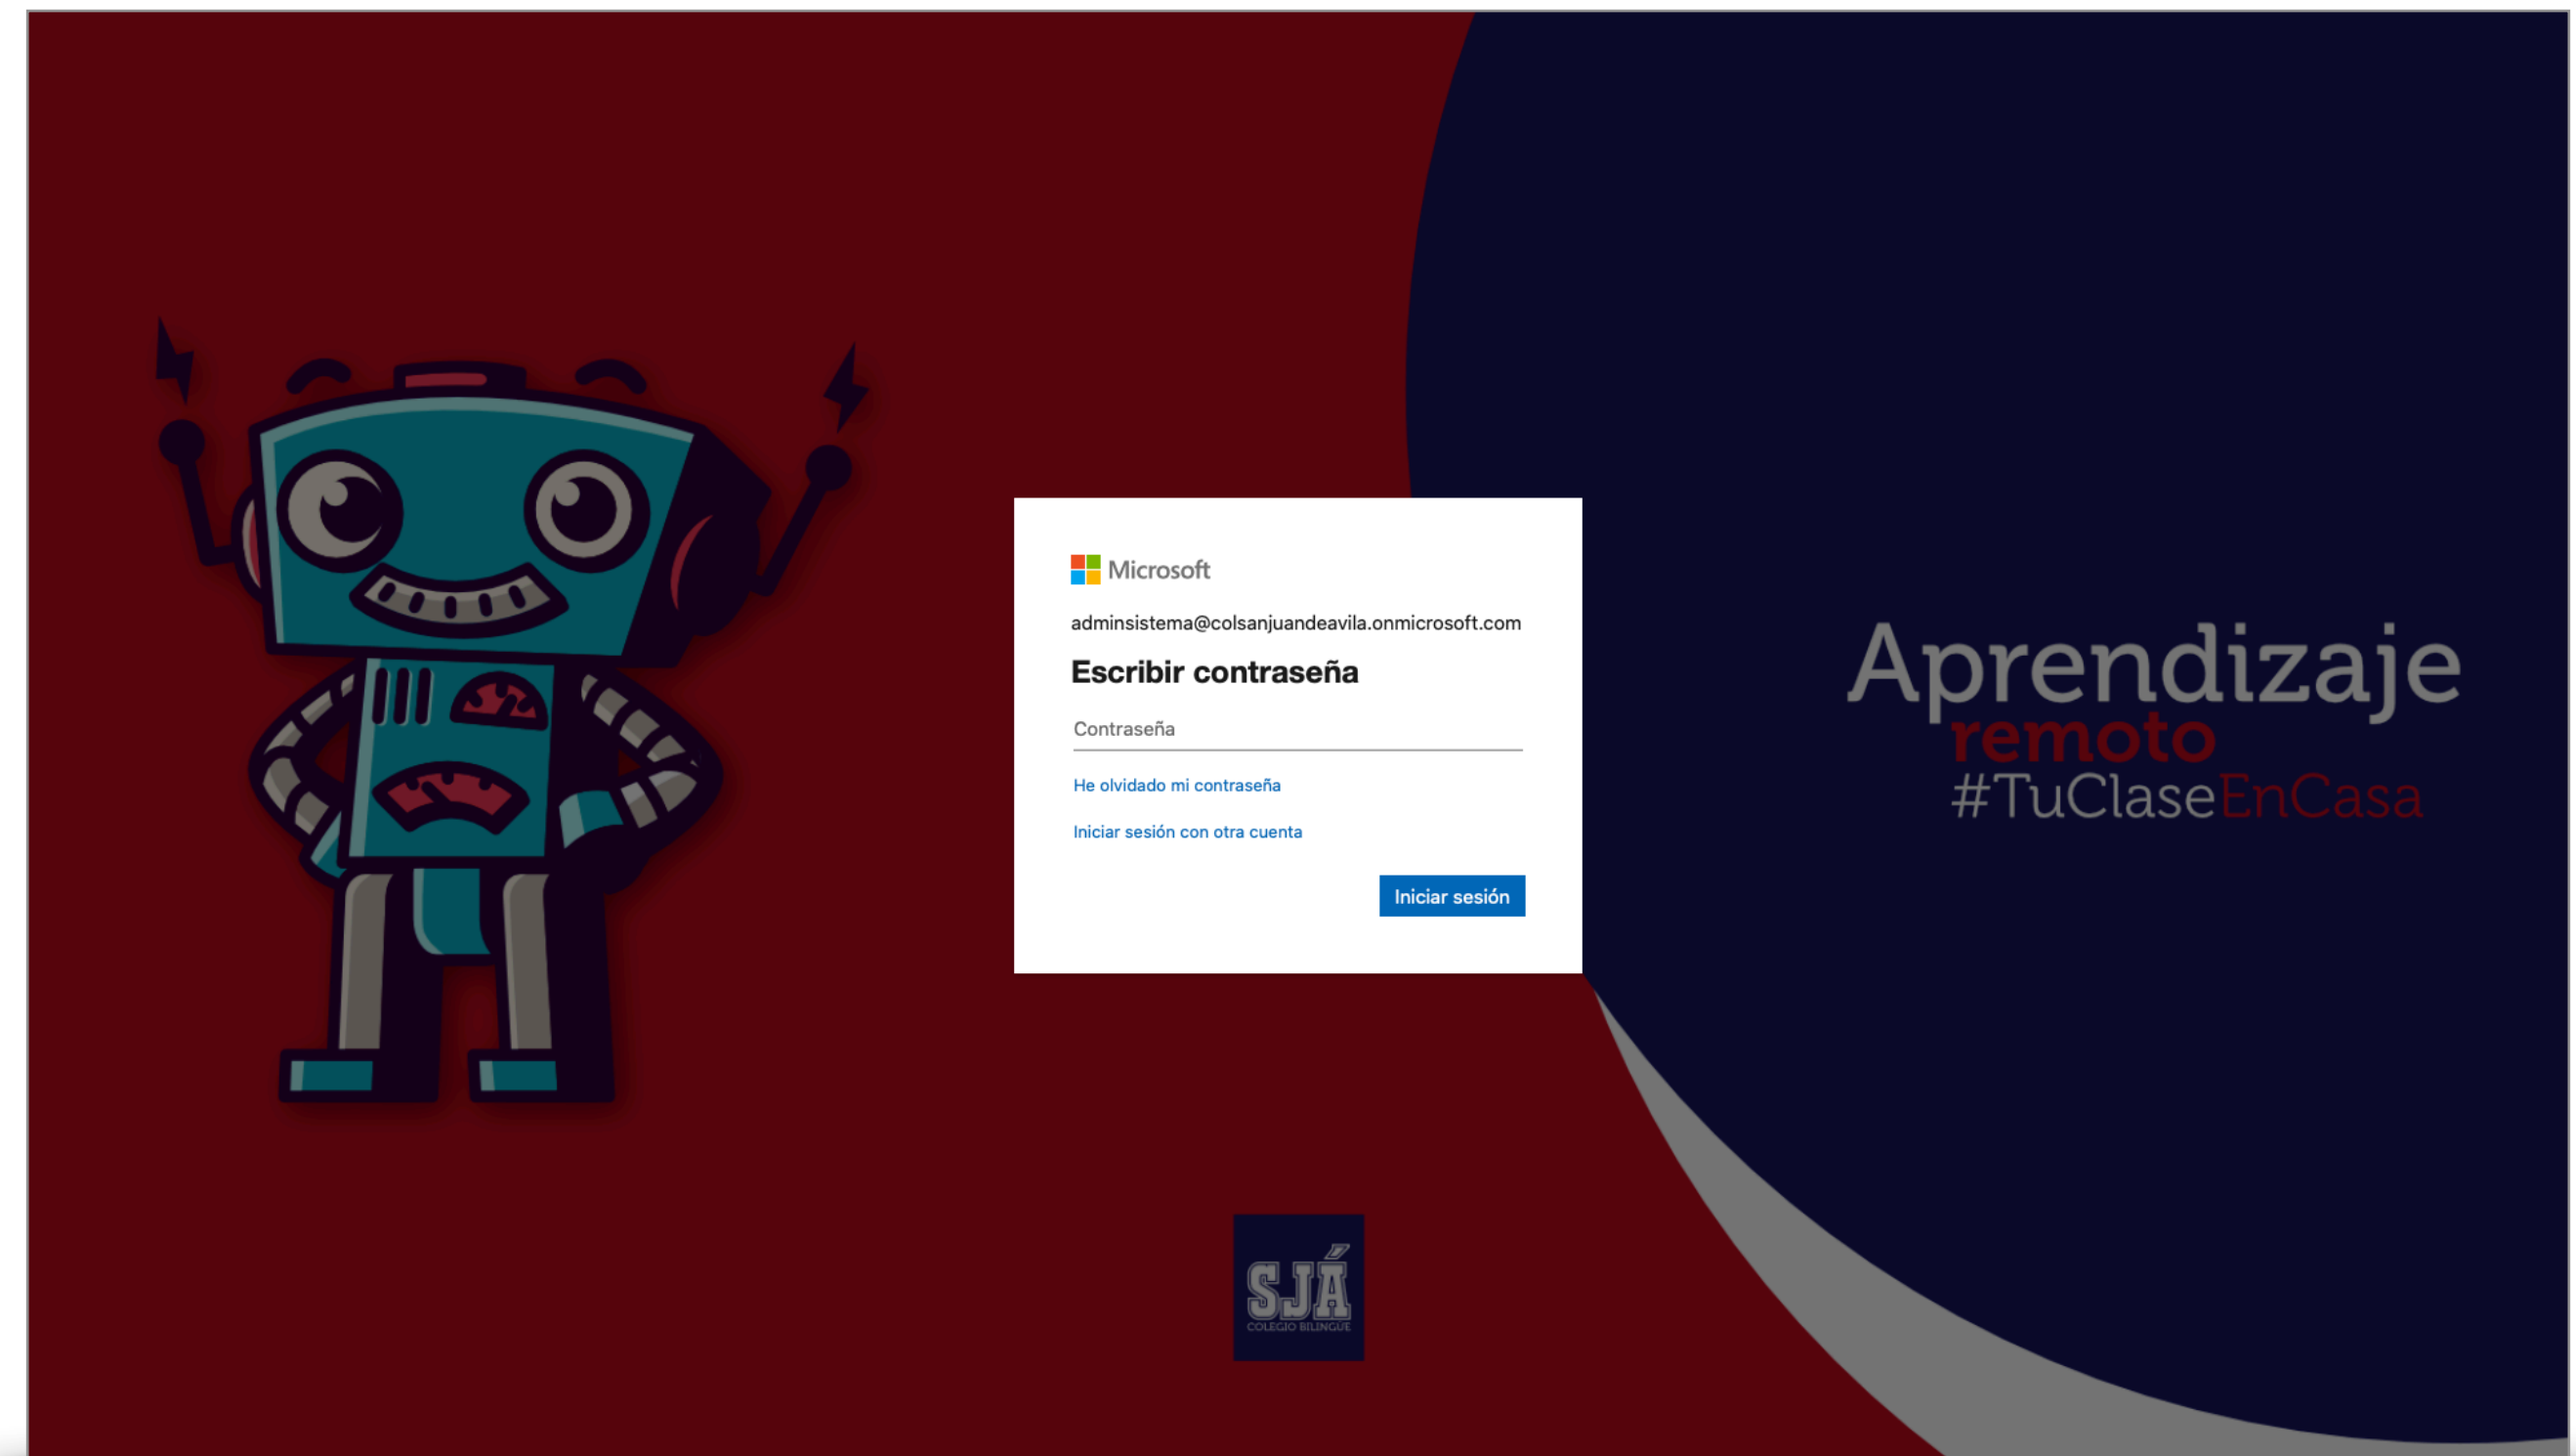 Microsoft
adminsistema@colsanjuandeavila.onmicrosoft.com
Escribir contraseña
Contraseña
He olvidado mi contraseña
Iniciar sesión con otra cuenta
Iniciar sesión
Aprendizaje
remoto
#TuClaseEnCasa
SJÁ
COLEGIO BILINGÜE